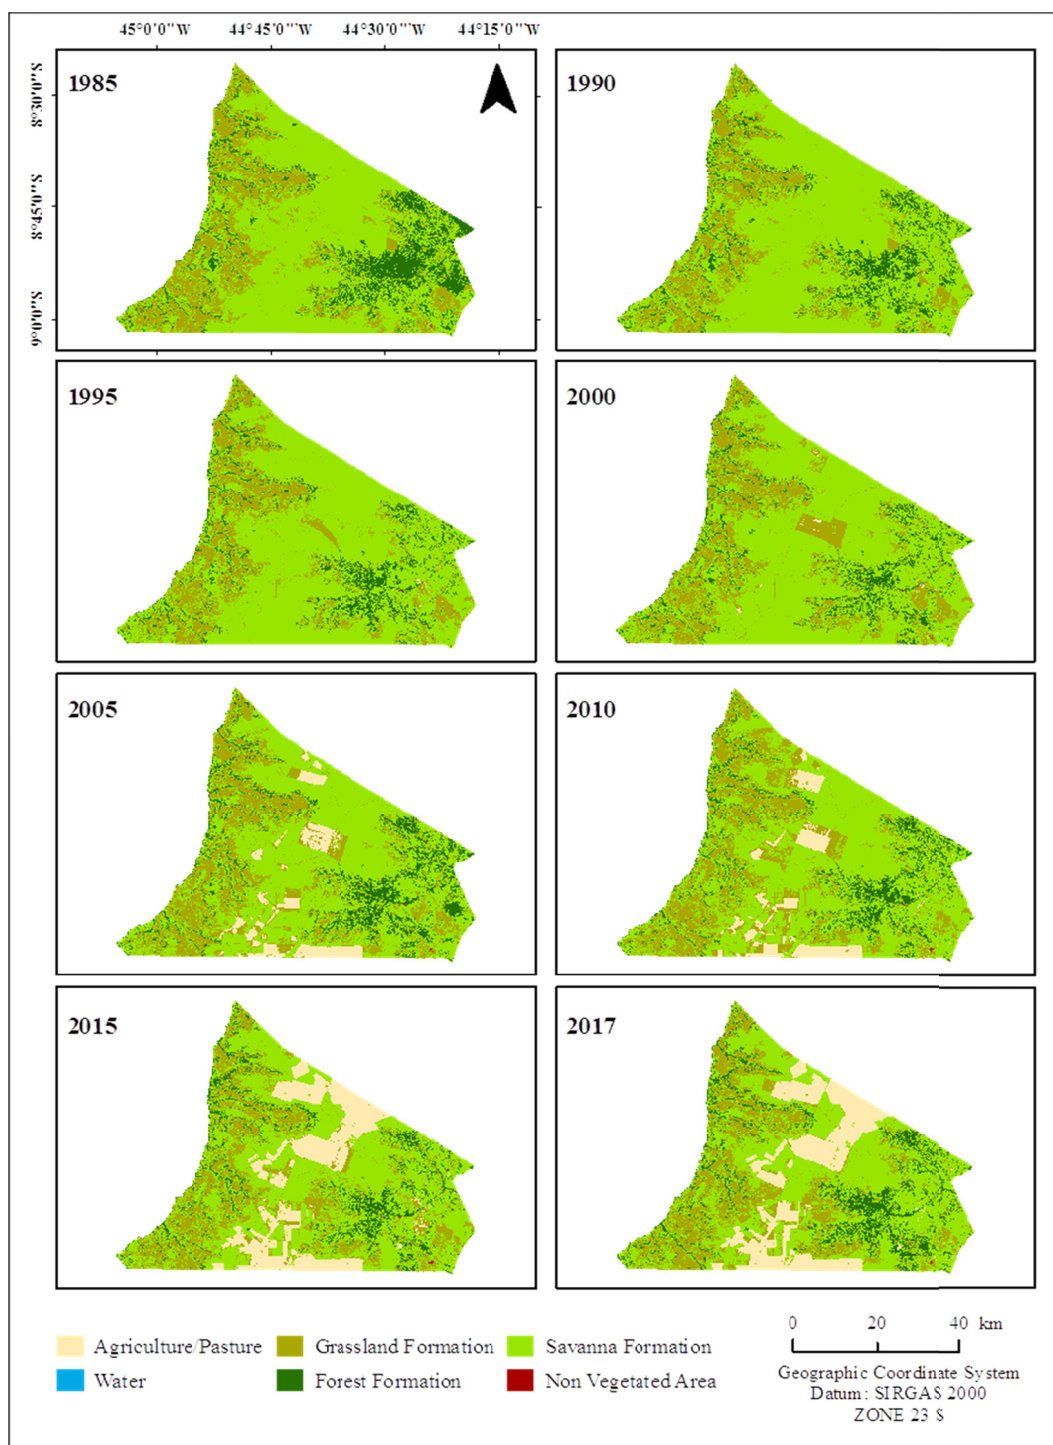 45°0'0"W 44°45'0"W 44°30'0"W 44°15'0"W
8°30'0"S
8°45'0"S
9°0'0"S
1985
1990
1995
2000
2005
2010
2015
2017
Agriculture/Pasture
Grassland Formation
Savanna Formation
Water
Forest Formation
Non Vegetated Area
0 20 40 km
Geographic Coordinate System
Datum: SIRGAS 2000
ZONE 23 S